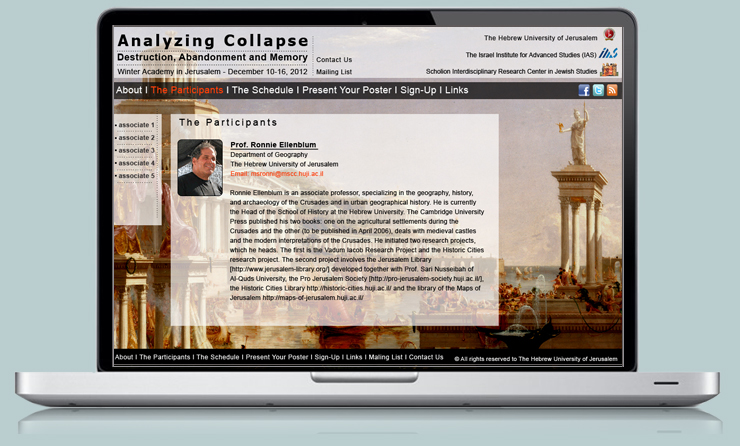 Analyzing Collapse
Destruction, Abandonment and Memory
Winter Academy in Jerusalem - December 10-16, 2012
Contact Us
Mailing List
The Hebrew University of Jerusalem
The Israel Institute for Advanced Studies (IAS)
Scholion Interdisciplinary Research Center in Jewish Studies
About I The Participants I The Schedule I Present Your Poster I Sign-Up I Links
• associate 1
• associate 2
• associate 3
• associate 4
• associate 5
The Participants
Prof. Ronnie Ellenblum
Department of Geography
The Hebrew University of Jerusalem
Email: msronni@mscc.huji.ac.il
Ronnie Ellenblum is an associate professor, specializing in the geography, history,
and archaeology of the Crusades and in urban geographical history. He is currently
the Head of the School of History at the Hebrew University. The Cambridge University
Press published his two books: one on the agricultural settlements during the
Crusades and the other (to be published in April 2006), deals with medieval castles
and the modern interpretations of the Crusades. He initiated two research projects,
which he heads. The first is the Vadum Iacob Research Project and the Historic Cities
research project. The second project involves the Jerusalem Library
[http://www.jerusalem-library.org/] developed together with Prof. Sari Nusseibah of
Al-Quds University, the Pro Jerusalem Society [http://pro-jerusalem-society.huji.ac.il/],
the Historic Cities Library http://historic-cities.huji.ac.il/ and the library of the Maps of
Jerusalem http://maps-of-jerusalem.huji.ac.il/
About I The Participants I The Schedule I Present Your Poster I Sign-Up I Links I Maling List I Contact Us
© All rights reserved to The Hebrew University of Jerusalem